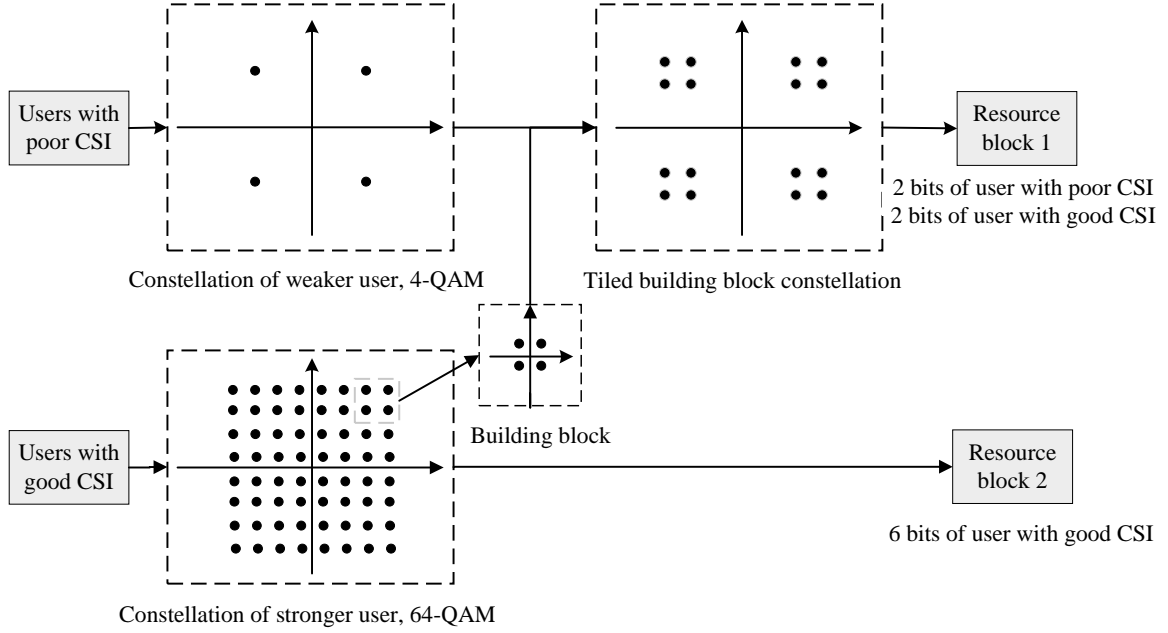 Users with
poor CSI
Resource
block 1
2 bits of user with poor CSI
2 bits of user with good CSI
Constellation of weaker user, 4-QAM
Tiled building block constellation
Building block
Users with
good CSI
Resource
block 2
6 bits of user with good CSI
Constellation of stronger user, 64-QAM